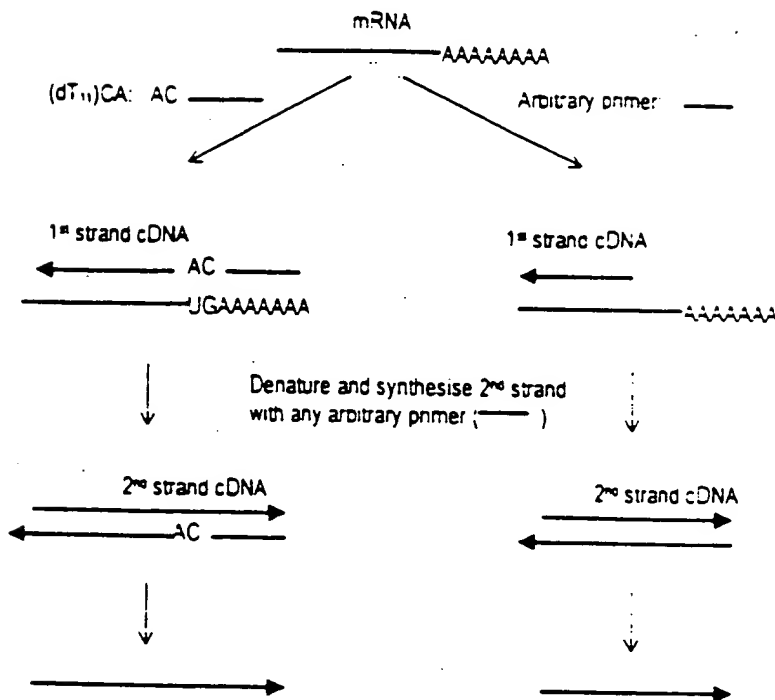 mRNA
AAAAAAAA
(dT₁₁)CA: AC
Arbitrary primer
1st strand cDNA
AC
UGAAAAAAA
1st strand cDNA
AAAAAAA
Denature and synthesise 2nd strand
with any arbitrary primer ( )
2nd strand cDNA
AC
2nd strand cDNA